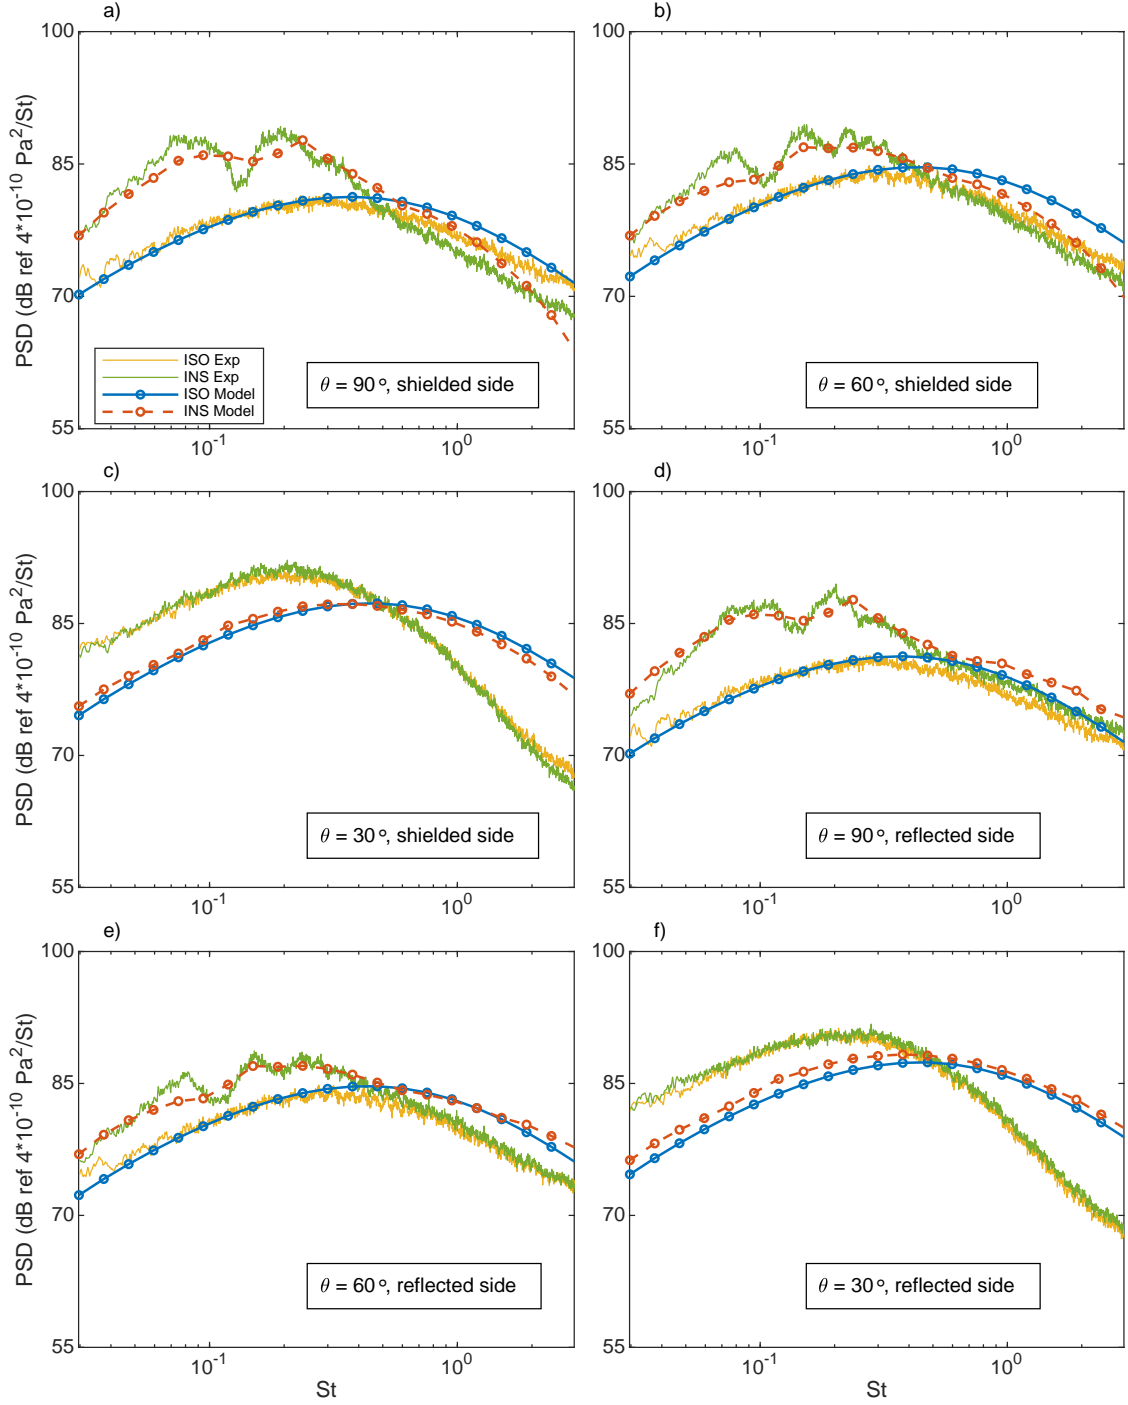 a)
100
85
70
55
PSD (dB ref 4*10^-10 Pa^2/St)
ISO Exp
INS Exp
ISO Model
INS Model
θ = 90°, shielded side
10^-1
10^0
b)
100
85
70
55
θ = 60°, shielded side
10^-1
10^0
c)
100
85
70
55
PSD (dB ref 4*10^-10 Pa^2/St)
θ = 30°, shielded side
10^-1
10^0
d)
100
85
70
55
θ = 90°, reflected side
10^-1
10^0
e)
100
85
70
55
PSD (dB ref 4*10^-10 Pa^2/St)
θ = 60°, reflected side
10^-1
10^0
St
f)
100
85
70
55
θ = 30°, reflected side
10^-1
10^0
St